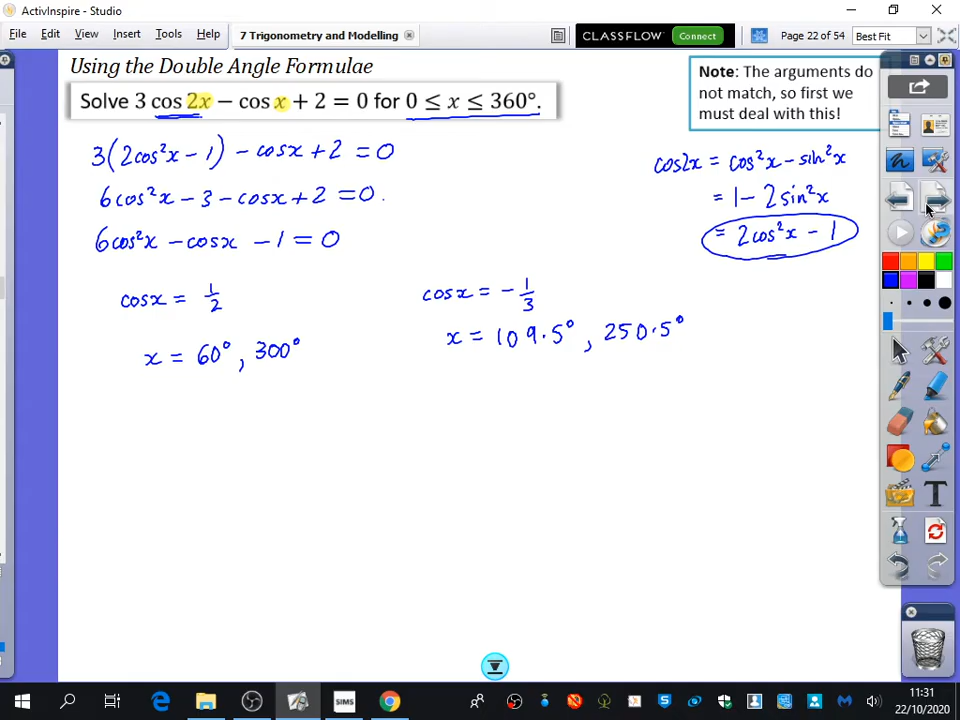 ActivInspire - Studio
File Edit View Insert Tools Help
7 Trigonometry and Modelling
CLASSFLOW Connect
Page 22 of 54
Best Fit
Using the Double Angle Formulae
Solve 3 cos 2x − cos x + 2 = 0 for 0 ≤ x ≤ 360°.
Note: The arguments do
not match, so first we
must deal with this!
3(2cos²x − 1) − cosx + 2 = 0
6cos²x − 3 − cosx + 2 = 0.
6cos²x − cosx − 1 = 0
cos2x = cos²x − sin²x
= 1 − 2sin²x
= 2cos²x − 1
cosx = 1/2
x = 60°, 300°
cosx = − 1/3
x = 109.5°, 250.5°
T
SIMS
11:31
22/10/2020